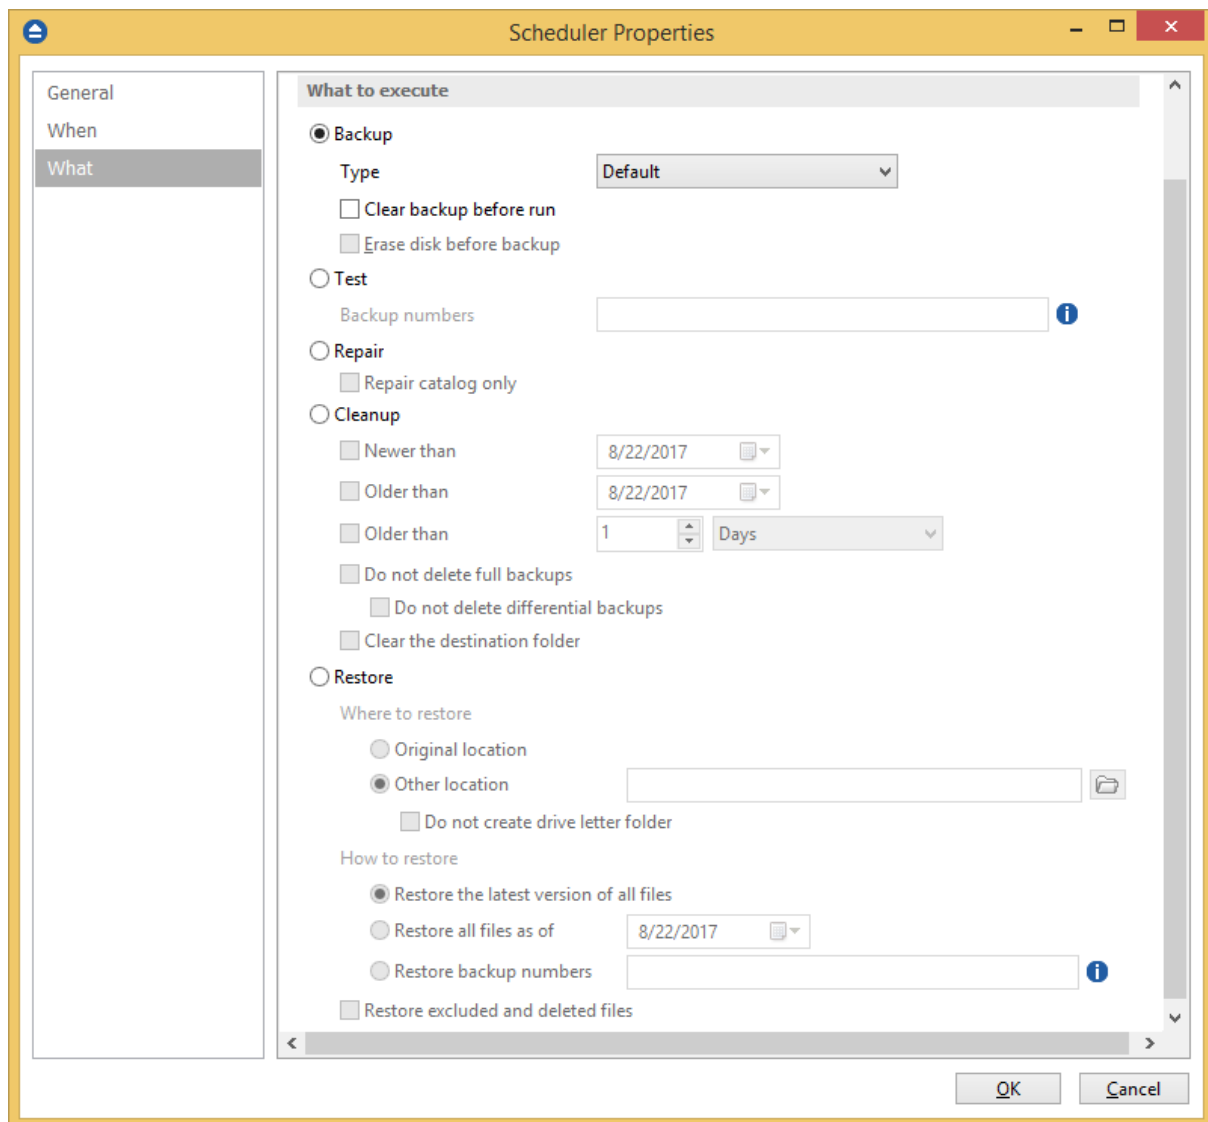 Scheduler Properties
General
When
What
What to execute
Backup
Type Default
Clear backup before run
Erase disk before backup
Test
Backup numbers
Repair
Repair catalog only
Cleanup
Newer than 8/22/2017
Older than 8/22/2017
Older than 1 Days
Do not delete full backups
Do not delete differential backups
Clear the destination folder
Restore
Where to restore
Original location
Other location
Do not create drive letter folder
How to restore
Restore the latest version of all files
Restore all files as of 8/22/2017
Restore backup numbers
Restore excluded and deleted files
OK Cancel